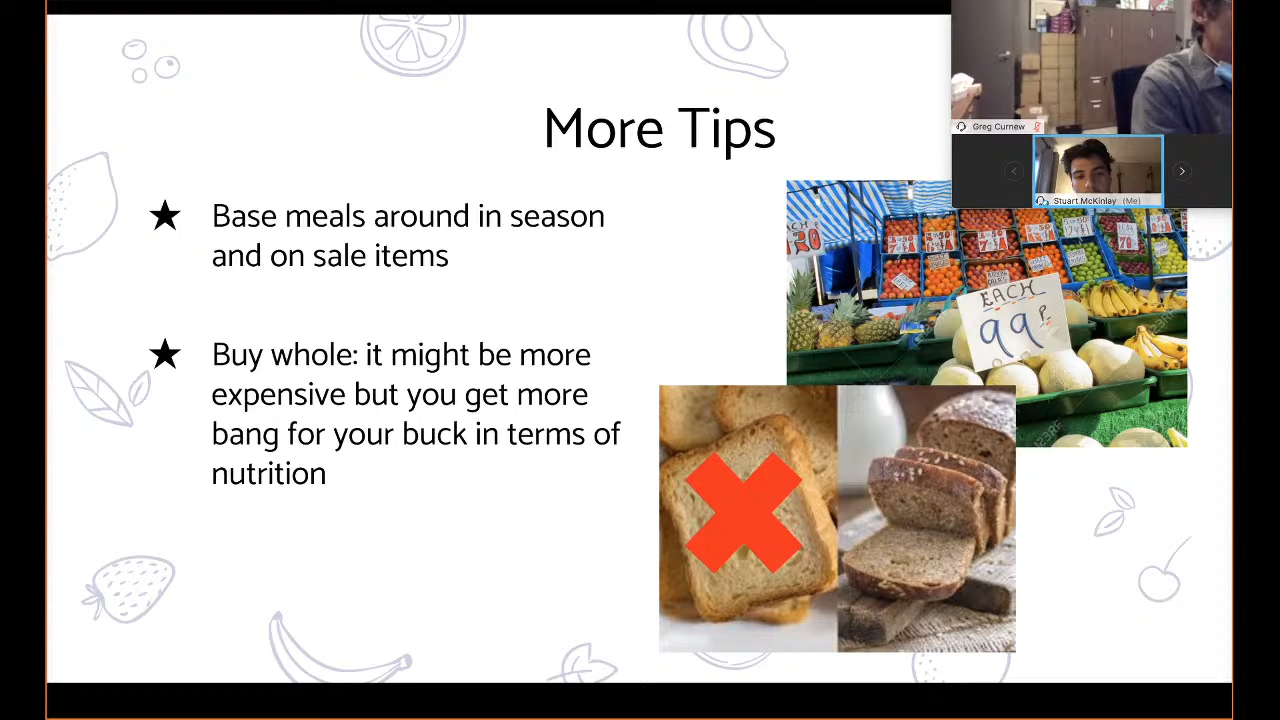 More Tips
Greg Curnew
Stuart McKinlay (Me)
★ Base meals around in season
and on sale items
★ Buy whole: it might be more
expensive but you get more
bang for your buck in terms of
nutrition
EACH
99P.
123RF